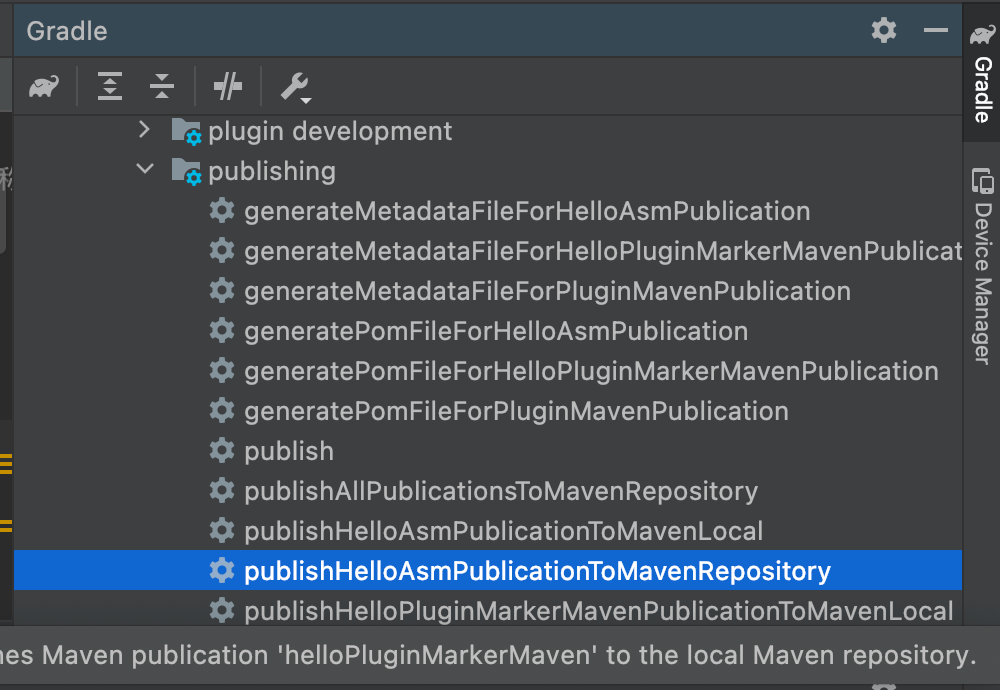 Gradle
Gradle
plugin development
publishing
generateMetadataFileForHelloAsmPublication
generateMetadataFileForHelloPluginMarkerMavenPublicat
generateMetadataFileForPluginMavenPublication
generatePomFileForHelloAsmPublication
generatePomFileForHelloPluginMarkerMavenPublication
generatePomFileForPluginMavenPublication
publish
publishAllPublicationsToMavenRepository
publishHelloAsmPublicationToMavenLocal
publishHelloAsmPublicationToMavenRepository
publishHelloPluginMarkerMavenPublicationToMavenLocal
Device Manager
nes Maven publication 'helloPluginMarkerMaven' to the local Maven repository.